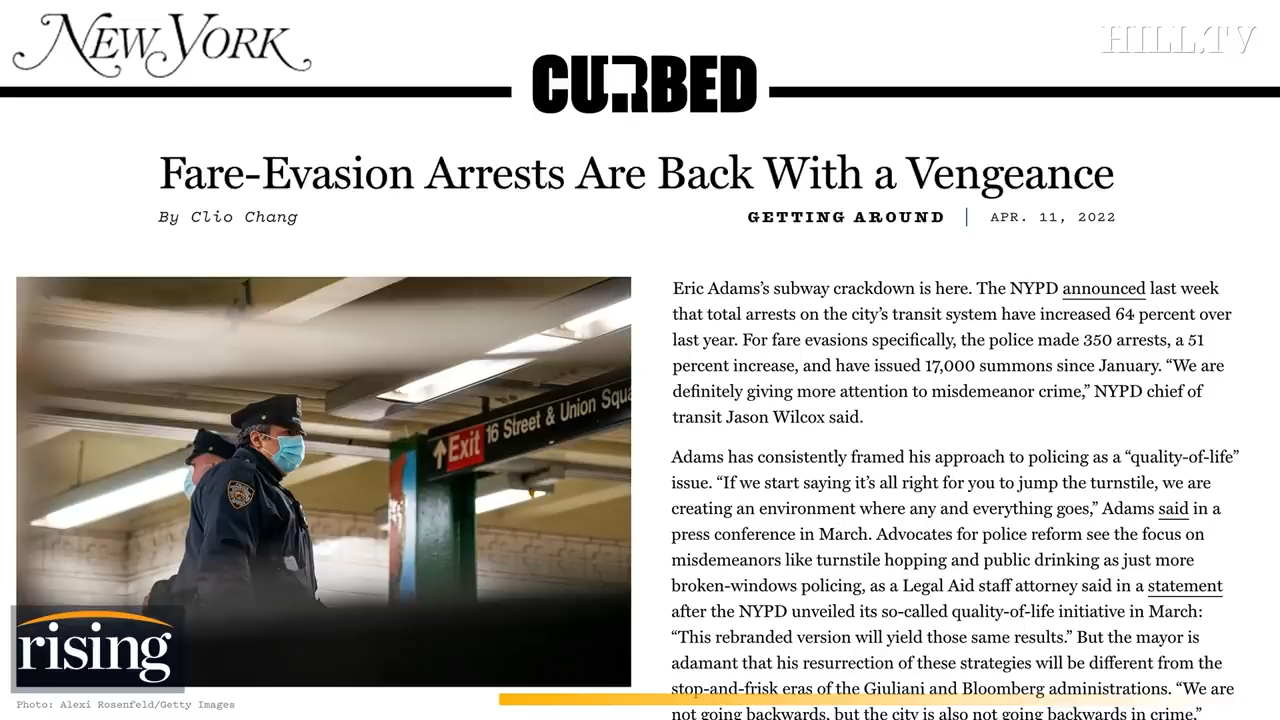 NEW YORK
HILL.TV
CURBED
Fare-Evasion Arrests Are Back With a Vengeance
By Clio Chang
GETTING AROUND | APR. 11, 2022
Eric Adams’s subway crackdown is here. The NYPD announced last week
that total arrests on the city’s transit system have increased 64 percent over
last year. For fare evasions specifically, the police made 350 arrests, a 51
percent increase, and have issued 17,000 summons since January. “We are
definitely giving more attention to misdemeanor crime,” NYPD chief of
transit Jason Wilcox said.
Adams has consistently framed his approach to policing as a “quality-of-life”
issue. “If we start saying it’s all right for you to jump the turnstile, we are
creating an environment where any and everything goes,” Adams said in a
press conference in March. Advocates for police reform see the focus on
misdemeanors like turnstile hopping and public drinking as just more
broken-windows policing, as a Legal Aid staff attorney said in a statement
after the NYPD unveiled its so-called quality-of-life initiative in March:
“This rebranded version will yield those same results.” But the mayor is
adamant that his resurrection of these strategies will be different from the
stop-and-frisk eras of the Giuliani and Bloomberg administrations. “We are
not going backwards, but the city is also not going backwards in crime,”
Exit 16 Street & Union Squa
rising
Photo: Alexi Rosenfeld/Getty Images